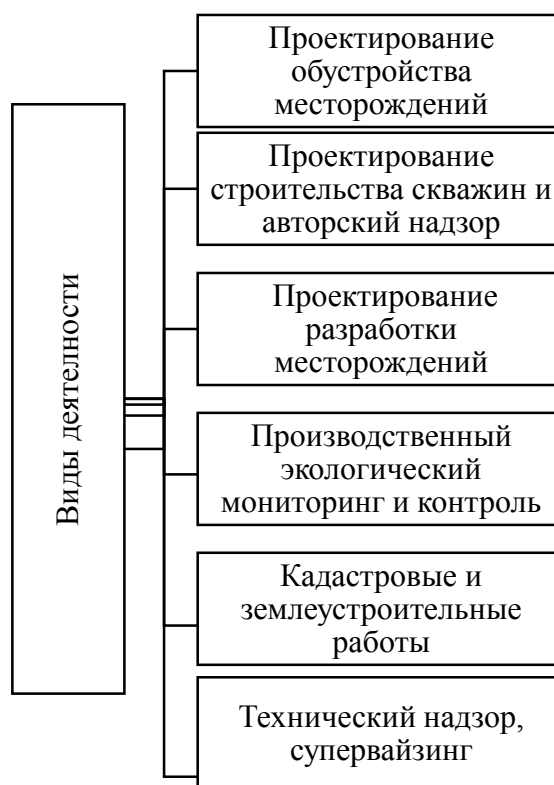 Виды деятелности
Проектирование
обустройства
месторождений
Проектирование
строительства скважин и
авторский надзор
Проектирование
разработки
месторождений
Производственный
экологический
мониторинг и контроль
Кадастровые и
землеустроительные
работы
Технический надзор,
супервайзинг